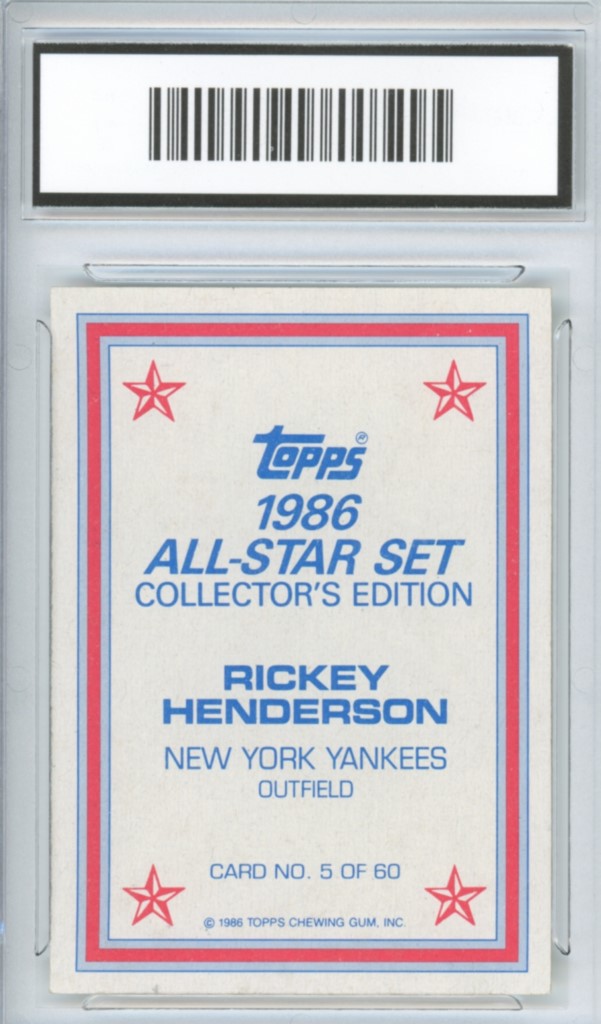 topps®
1986
ALL-STAR SET
COLLECTOR'S EDITION
RICKEY
HENDERSON
NEW YORK YANKEES
OUTFIELD
CARD NO. 5 OF 60
© 1986 TOPPS CHEWING GUM, INC.